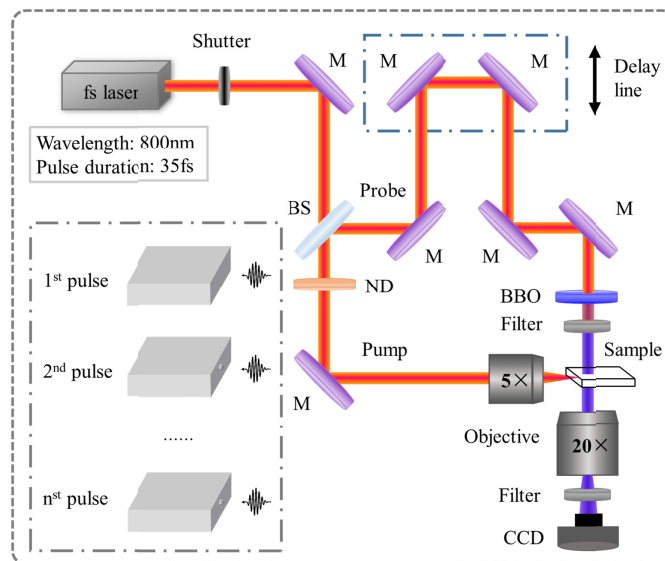 Shutter
M
M
M
Delay
line
fs laser
Wavelength: 800nm
Pulse duration: 35fs
BS
Probe
M
M
M
1st pulse
ND
BBO
Filter
Sample
2nd pulse
Pump
5×
M
Objective
20×
......
nst pulse
Filter
CCD